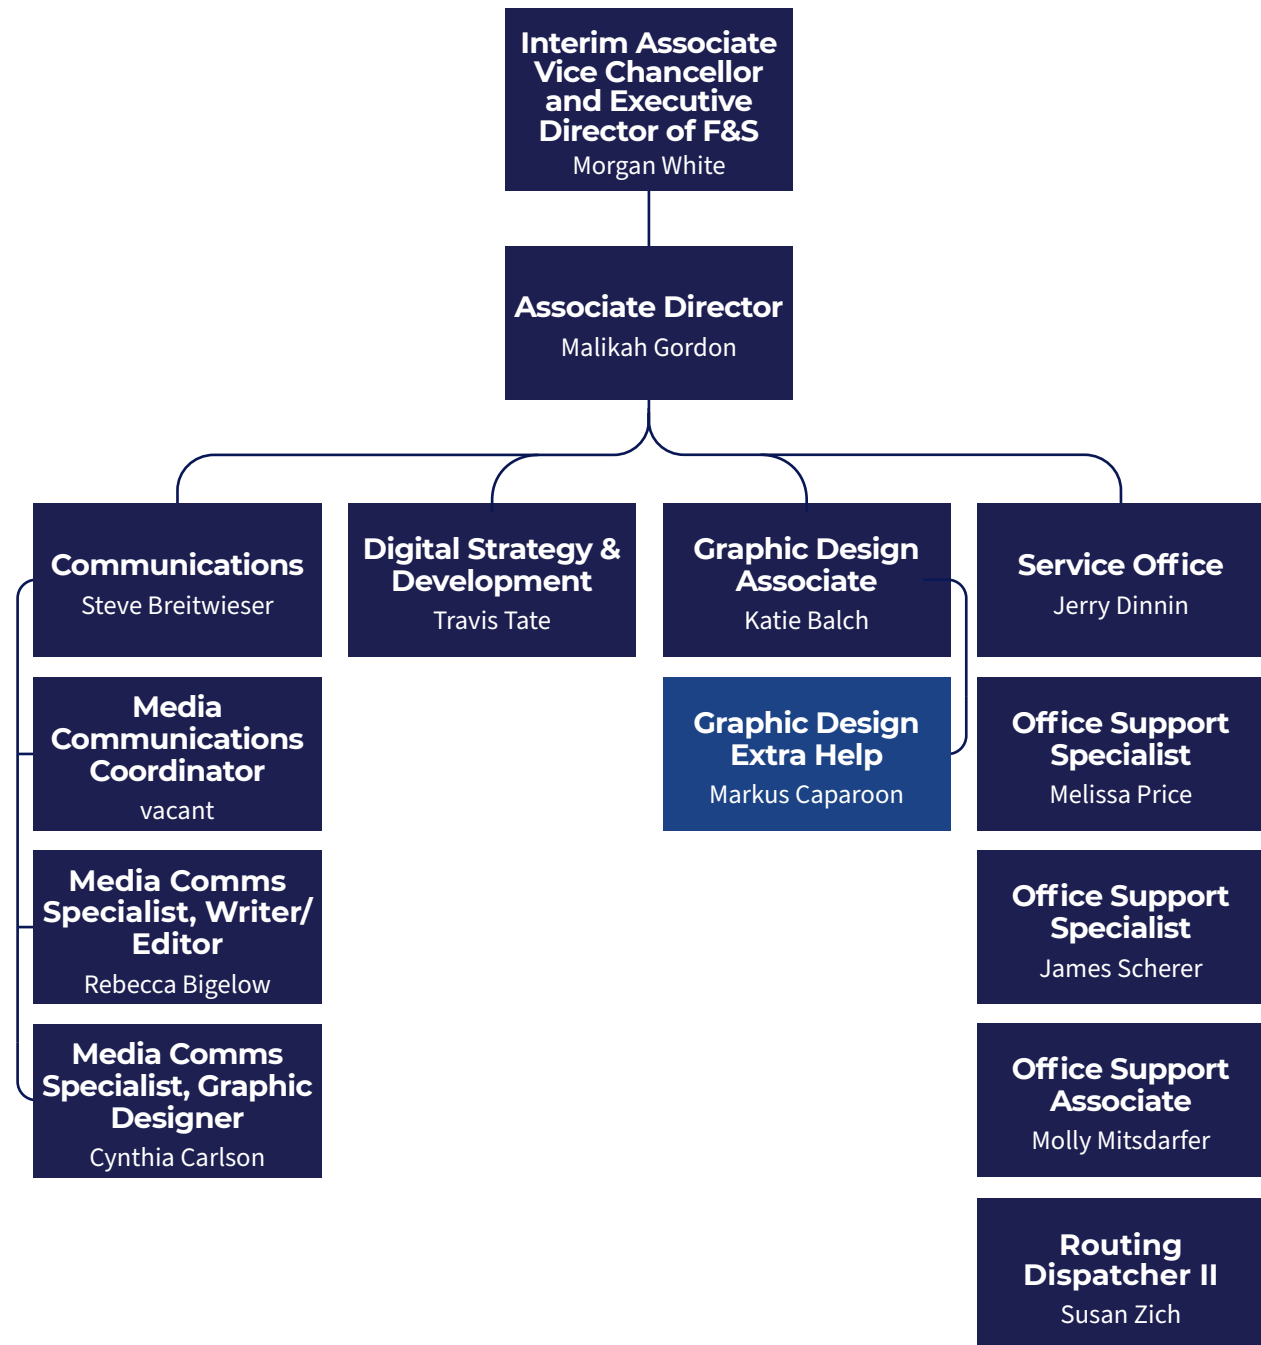 Interim Associate
Vice Chancellor
and Executive
Director of F&S
Morgan White
Associate Director
Malikah Gordon
Communications
Steve Breitwieser
Digital Strategy &
Development
Travis Tate
Graphic Design
Associate
Katie Balch
Service Office
Jerry Dinnin
Media
Communications
Coordinator
vacant
Graphic Design
Extra Help
Markus Caparoon
Office Support
Specialist
Melissa Price
Media Comms
Specialist, Writer/
Editor
Rebecca Bigelow
Office Support
Specialist
James Scherer
Media Comms
Specialist, Graphic
Designer
Cynthia Carlson
Office Support
Associate
Molly Mitsdarfer
Routing
Dispatcher II
Susan Zich